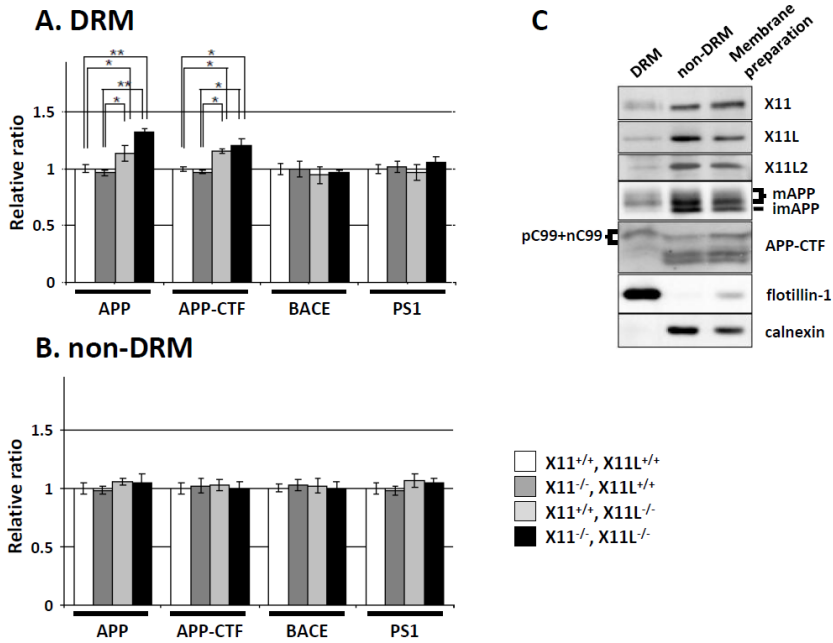 A. DRM
** *
* *
** *
* *
1.5
1
0.5
0
Relative ratio
APP APP-CTF BACE PS1
B. non-DRM
1.5
1
0.5
0
Relative ratio
APP APP-CTF BACE PS1
C
DRM
non-DRM
Membrane
preparation
X11
X11L
X11L2
mAPP
imAPP
pC99+nC99
APP-CTF
flotillin-1
calnexin
X11+/+, X11L+/+
X11-/-, X11L+/+
X11+/+, X11L-/-
X11-/-, X11L-/-